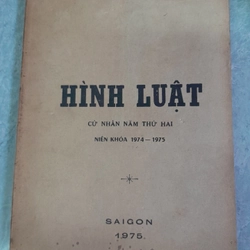 HÌNH LUẬT
CỬ NHÂN NĂM THỨ HAI
NIÊN KHÓA 1974 – 1975
SAIGON
1975.